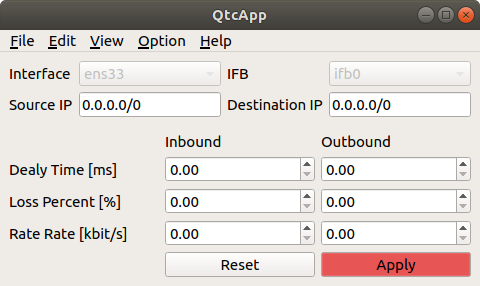 QtcApp
File Edit View Option Help
Interface ens33 IFB ifb0
Source IP 0.0.0.0/0 Destination IP 0.0.0.0/0
Inbound Outbound
Dealy Time [ms] 0.00 0.00
Loss Percent [%] 0.00 0.00
Rate Rate [kbit/s] 0.00 0.00
Reset Apply